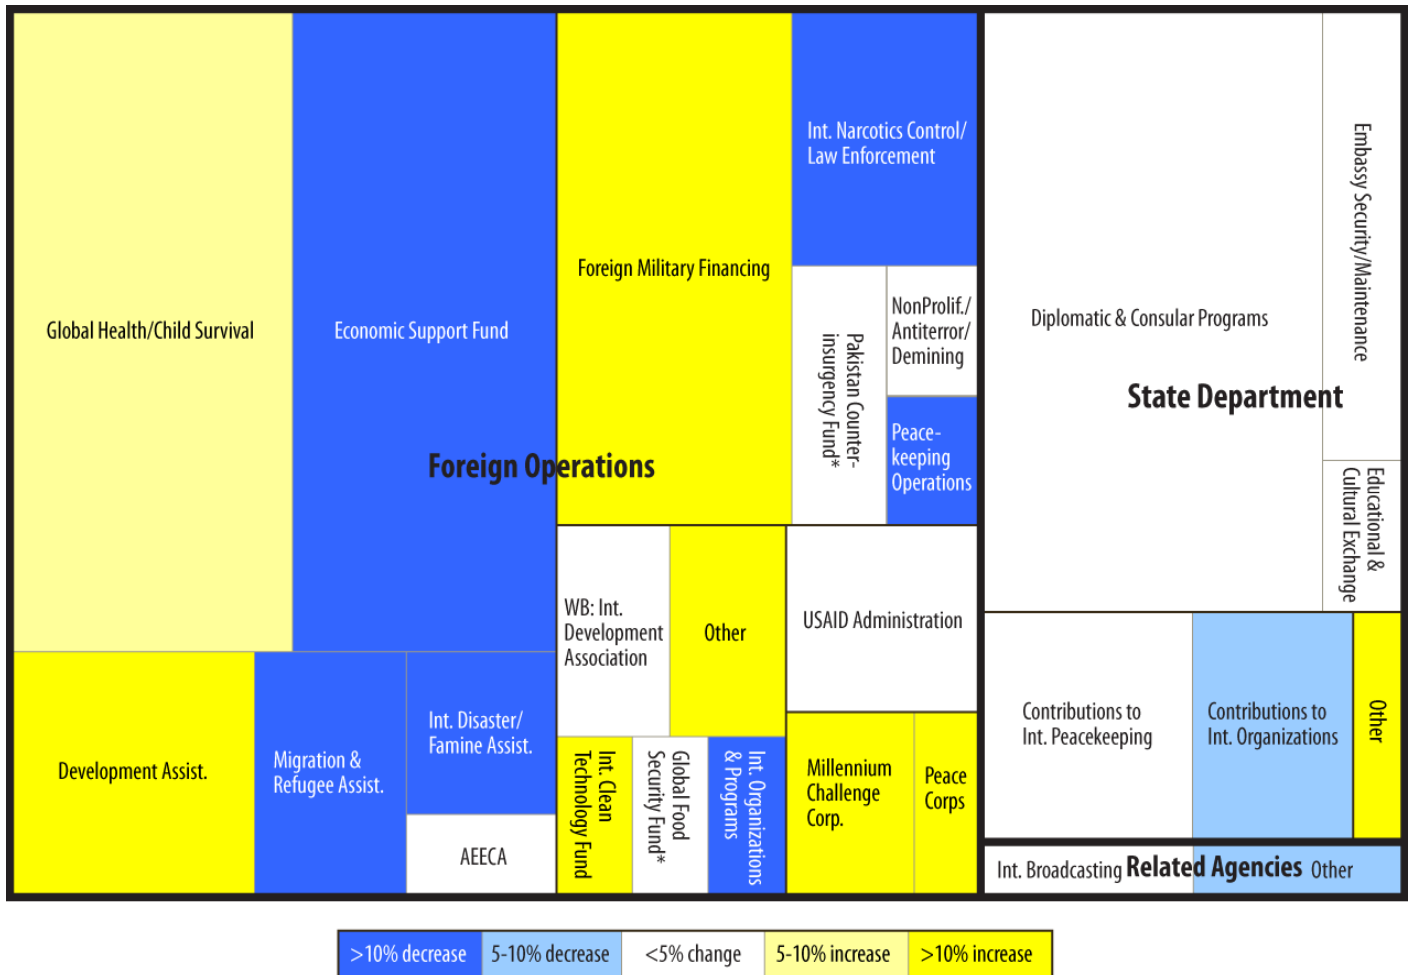 Global Health/Child Survival
Economic Support Fund
Foreign Military Financing
Int. Narcotics Control/
Law Enforcement
Pakistan Counter-
insurgency Fund*
NonProlif./
Antiterror/
Demining
Peace-
keeping
Operations
Foreign Operations
Development Assist.
Migration &
Refugee Assist.
Int. Disaster/
Famine Assist.
AEECA
WB: Int.
Development
Association
Other
USAID Administration
Int. Clean
Technology Fund
Global Food
Security Fund*
Int. Organizations
& Programs
Millennium
Challenge
Corp.
Peace
Corps
Diplomatic & Consular Programs
Embassy Security/Maintenance
State Department
Educational &
Cultural Exchange
Contributions to
Int. Peacekeeping
Contributions to
Int. Organizations
Other
Int. Broadcasting
Related Agencies
Other
>10% decrease
5-10% decrease
<5% change
5-10% increase
>10% increase